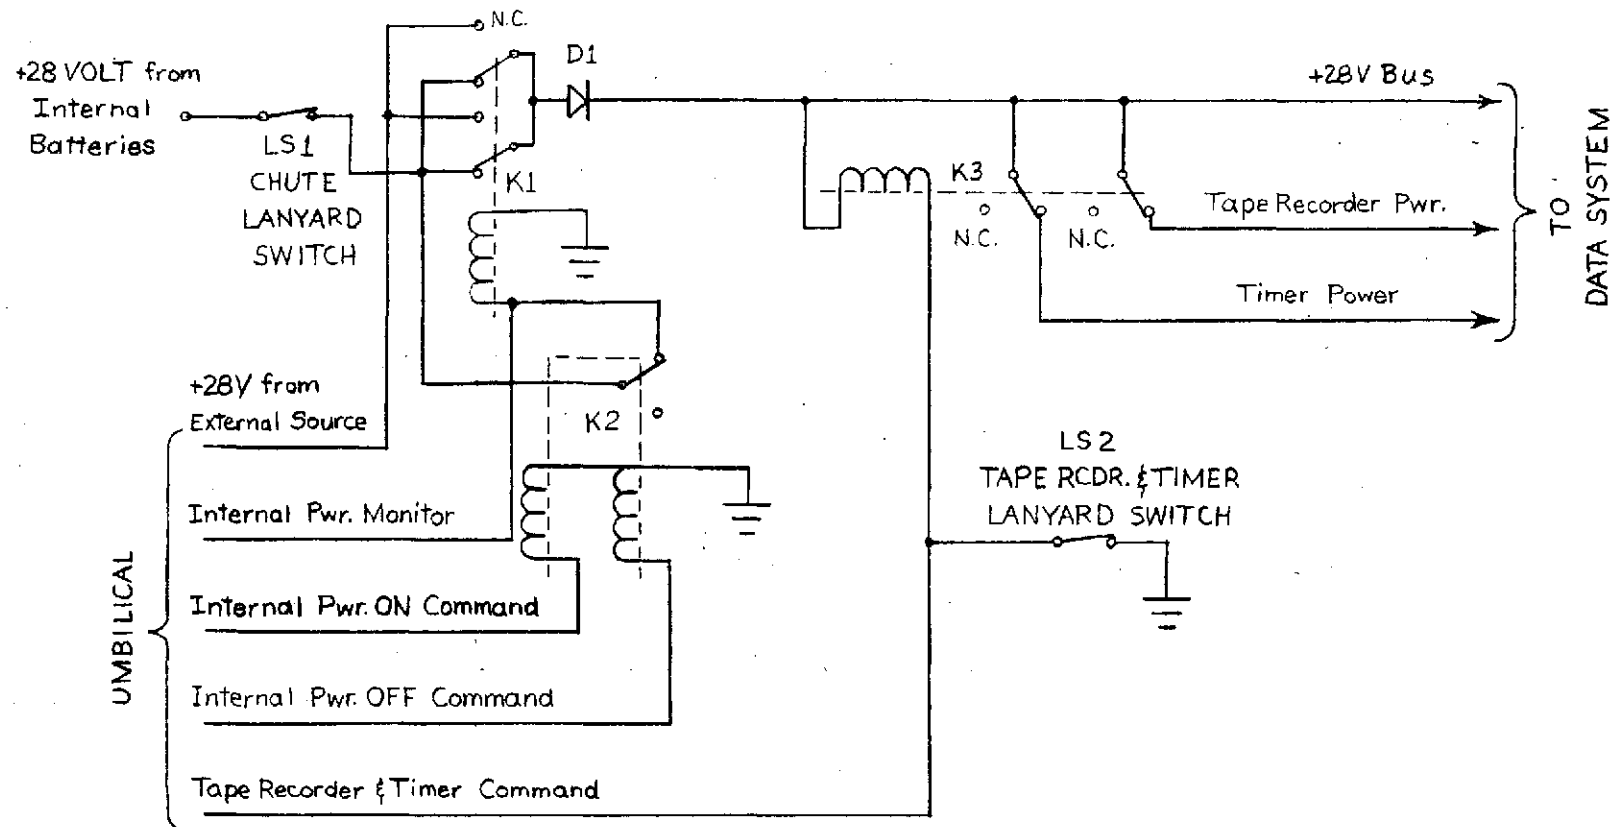 N.C.
D1
+28 VOLT from
Internal
Batteries
LS1
CHUTE
LANYARD
SWITCH
K1
+28V Bus
K3
N.C.
N.C.
Tape Recorder Pwr.
Timer Power
TO
DATA SYSTEM
+28V from
External Source
K2
LS2
TAPE RCDR. & TIMER
LANYARD SWITCH
UMBILICAL
Internal Pwr. Monitor
Internal Pwr. ON Command
Internal Pwr. OFF Command
Tape Recorder & Timer Command